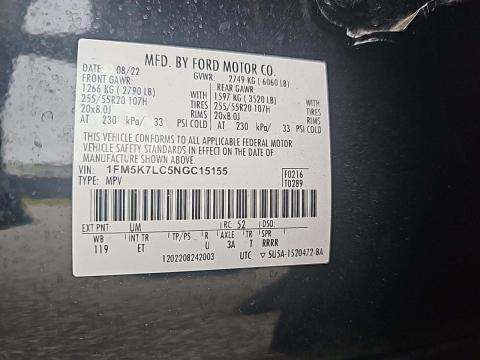 MFD. BY FORD MOTOR CO.
DATE: 08/22 GVWR: 2749 KG ( 6060 LB)
FRONT GAWR: REAR GAWR:
1266 KG ( 2790 LB) WITH 1597 KG ( 3520 LB) WITH
255/55R20 107H TIRES 255/55R20 107H TIRES
20x8.0J RIMS 20x8.0J RIMS
AT 230 kPa/ 33 PSI COLD AT 230 kPa/ 33 PSI COLD
THIS VEHICLE CONFORMS TO ALL APPLICABLE FEDERAL MOTOR
VEHICLE SAFETY STANDARDS IN EFFECT ON THE DATE OF
MANUFACTURE SHOWN ABOVE.
VIN: 1FM5K7LC5NGC15155 F0216
TYPE: MPV T0289
EXT PNT: UM RC: 52 DSO:
WB INT TR TP/PS R AXLE TR SPR
119 ET U 3A T RRRR
1202208242003 UTC ▽ 5U5A-1520472-BA